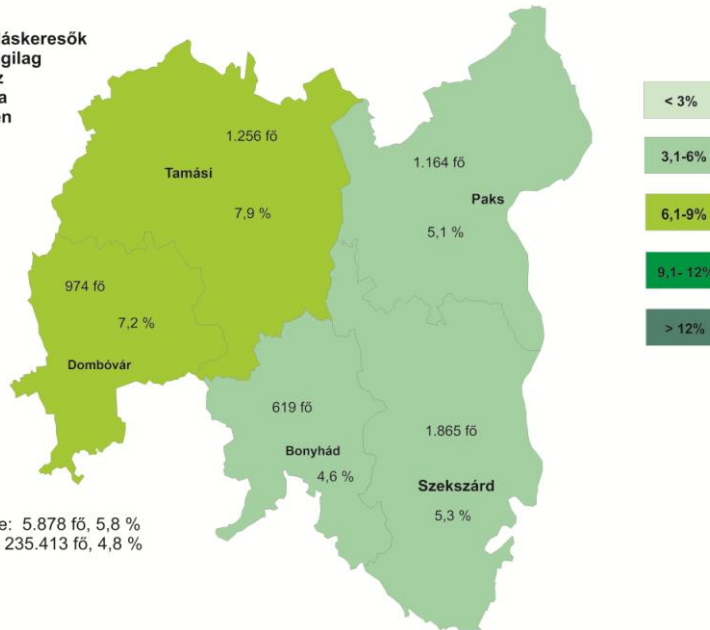 láskeresők
gilag
z
a
en
1.256 fő
Tamási
7,9 %
1.164 fő
Paks
5,1 %
974 fő
7,2 %
Dombóvár
619 fő
Bonyhád
4,6 %
1.865 fő
Szekszárd
5,3 %
e: 5.878 fő, 5,8 %
235.413 fő, 4,8 %
< 3%
3,1-6%
6,1-9%
9,1- 12%
> 12%